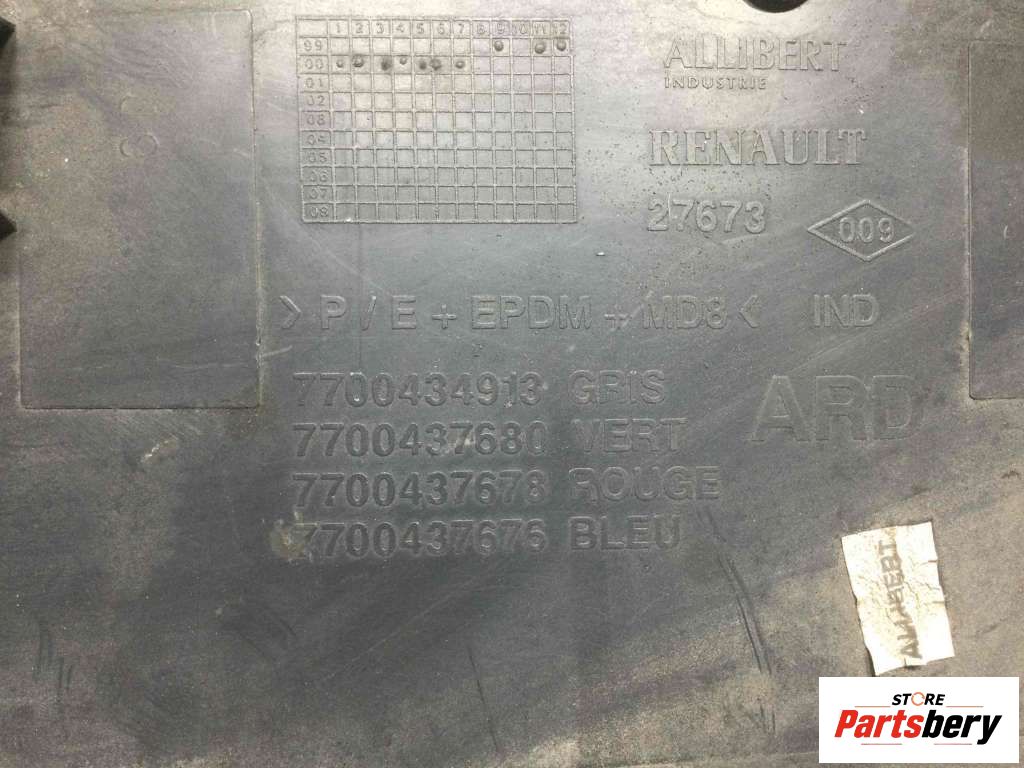 1 2 3 4 5 6 7 8 9 10 11 12
99
00
01
02
03
04
05
06
07
08
ALLIBERT
INDUSTRIE
RENAULT
27673
009
> P / E + EPDM + MD8 < IND
7700434913 GRIS
7700437680 VERT
7700437678 ROUGE
7700437676 BLEU
ARD
STORE
Partsbery